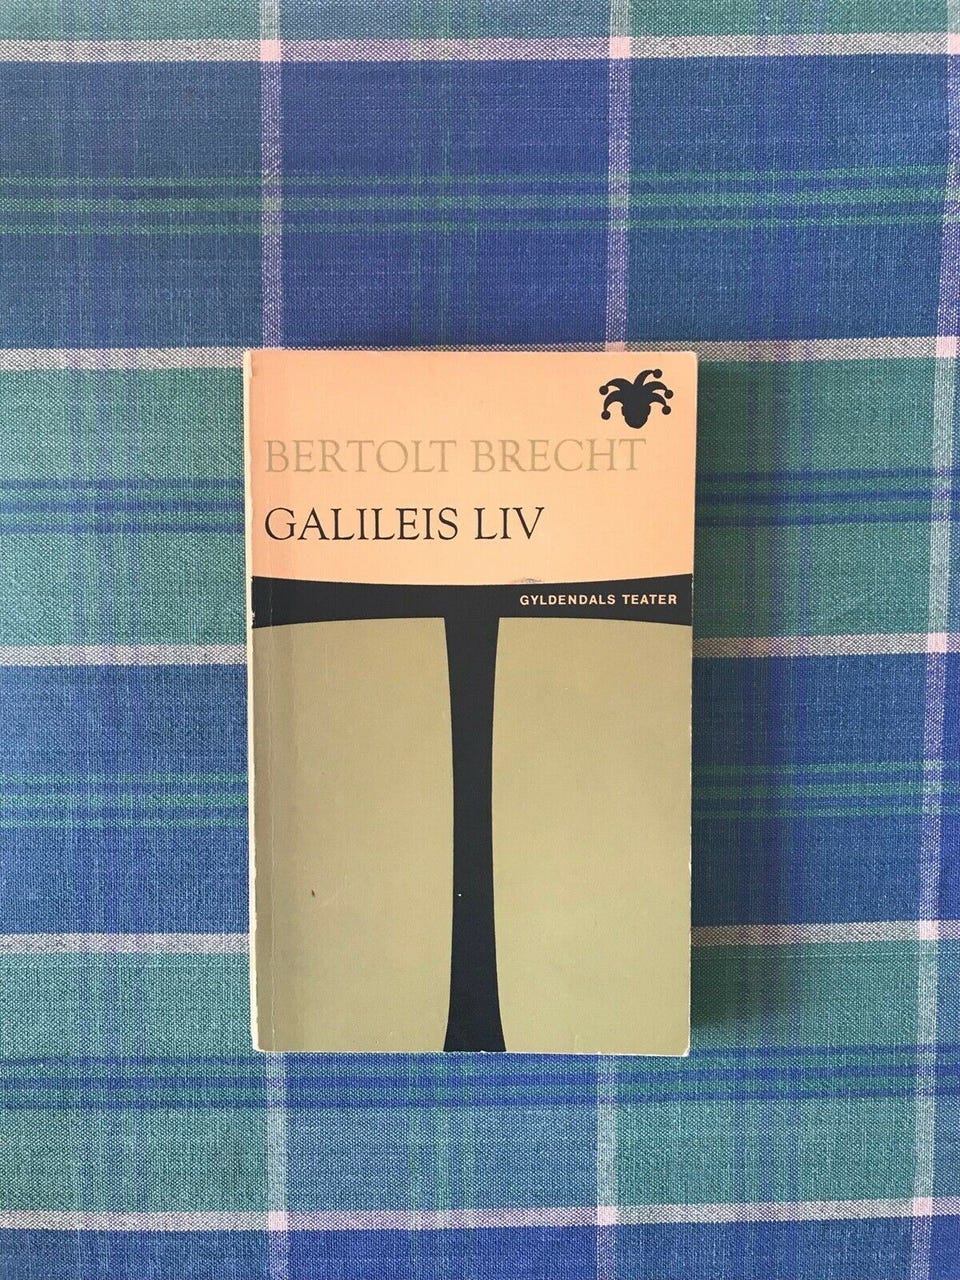 BERTOLT BRECHT
GALILEIS LIV
GYLDENDALS TEATER